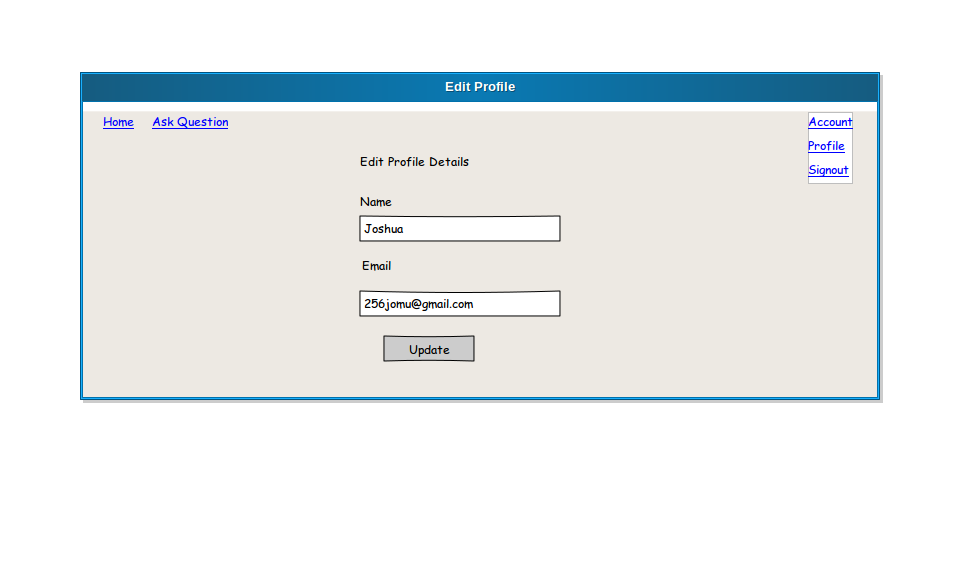 Edit Profile
Home Ask Question Account
Profile
Edit Profile Details
Signout
Name
Joshua
Email
256jomu@gmail.com
Update